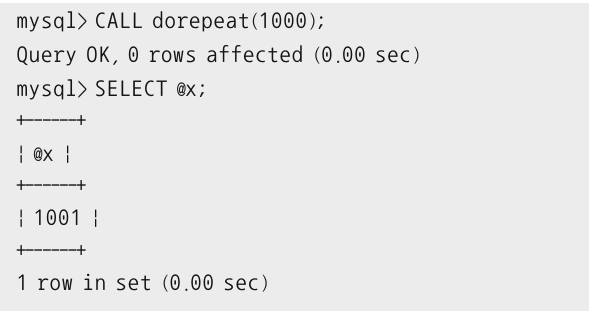 mysql> CALL dorepeat(1000);
Query OK, 0 rows affected (0.00 sec)
mysql> SELECT @x;
+------+
¦ @x ¦
+------+
¦ 1001 ¦
+------+
1 row in set (0.00 sec)